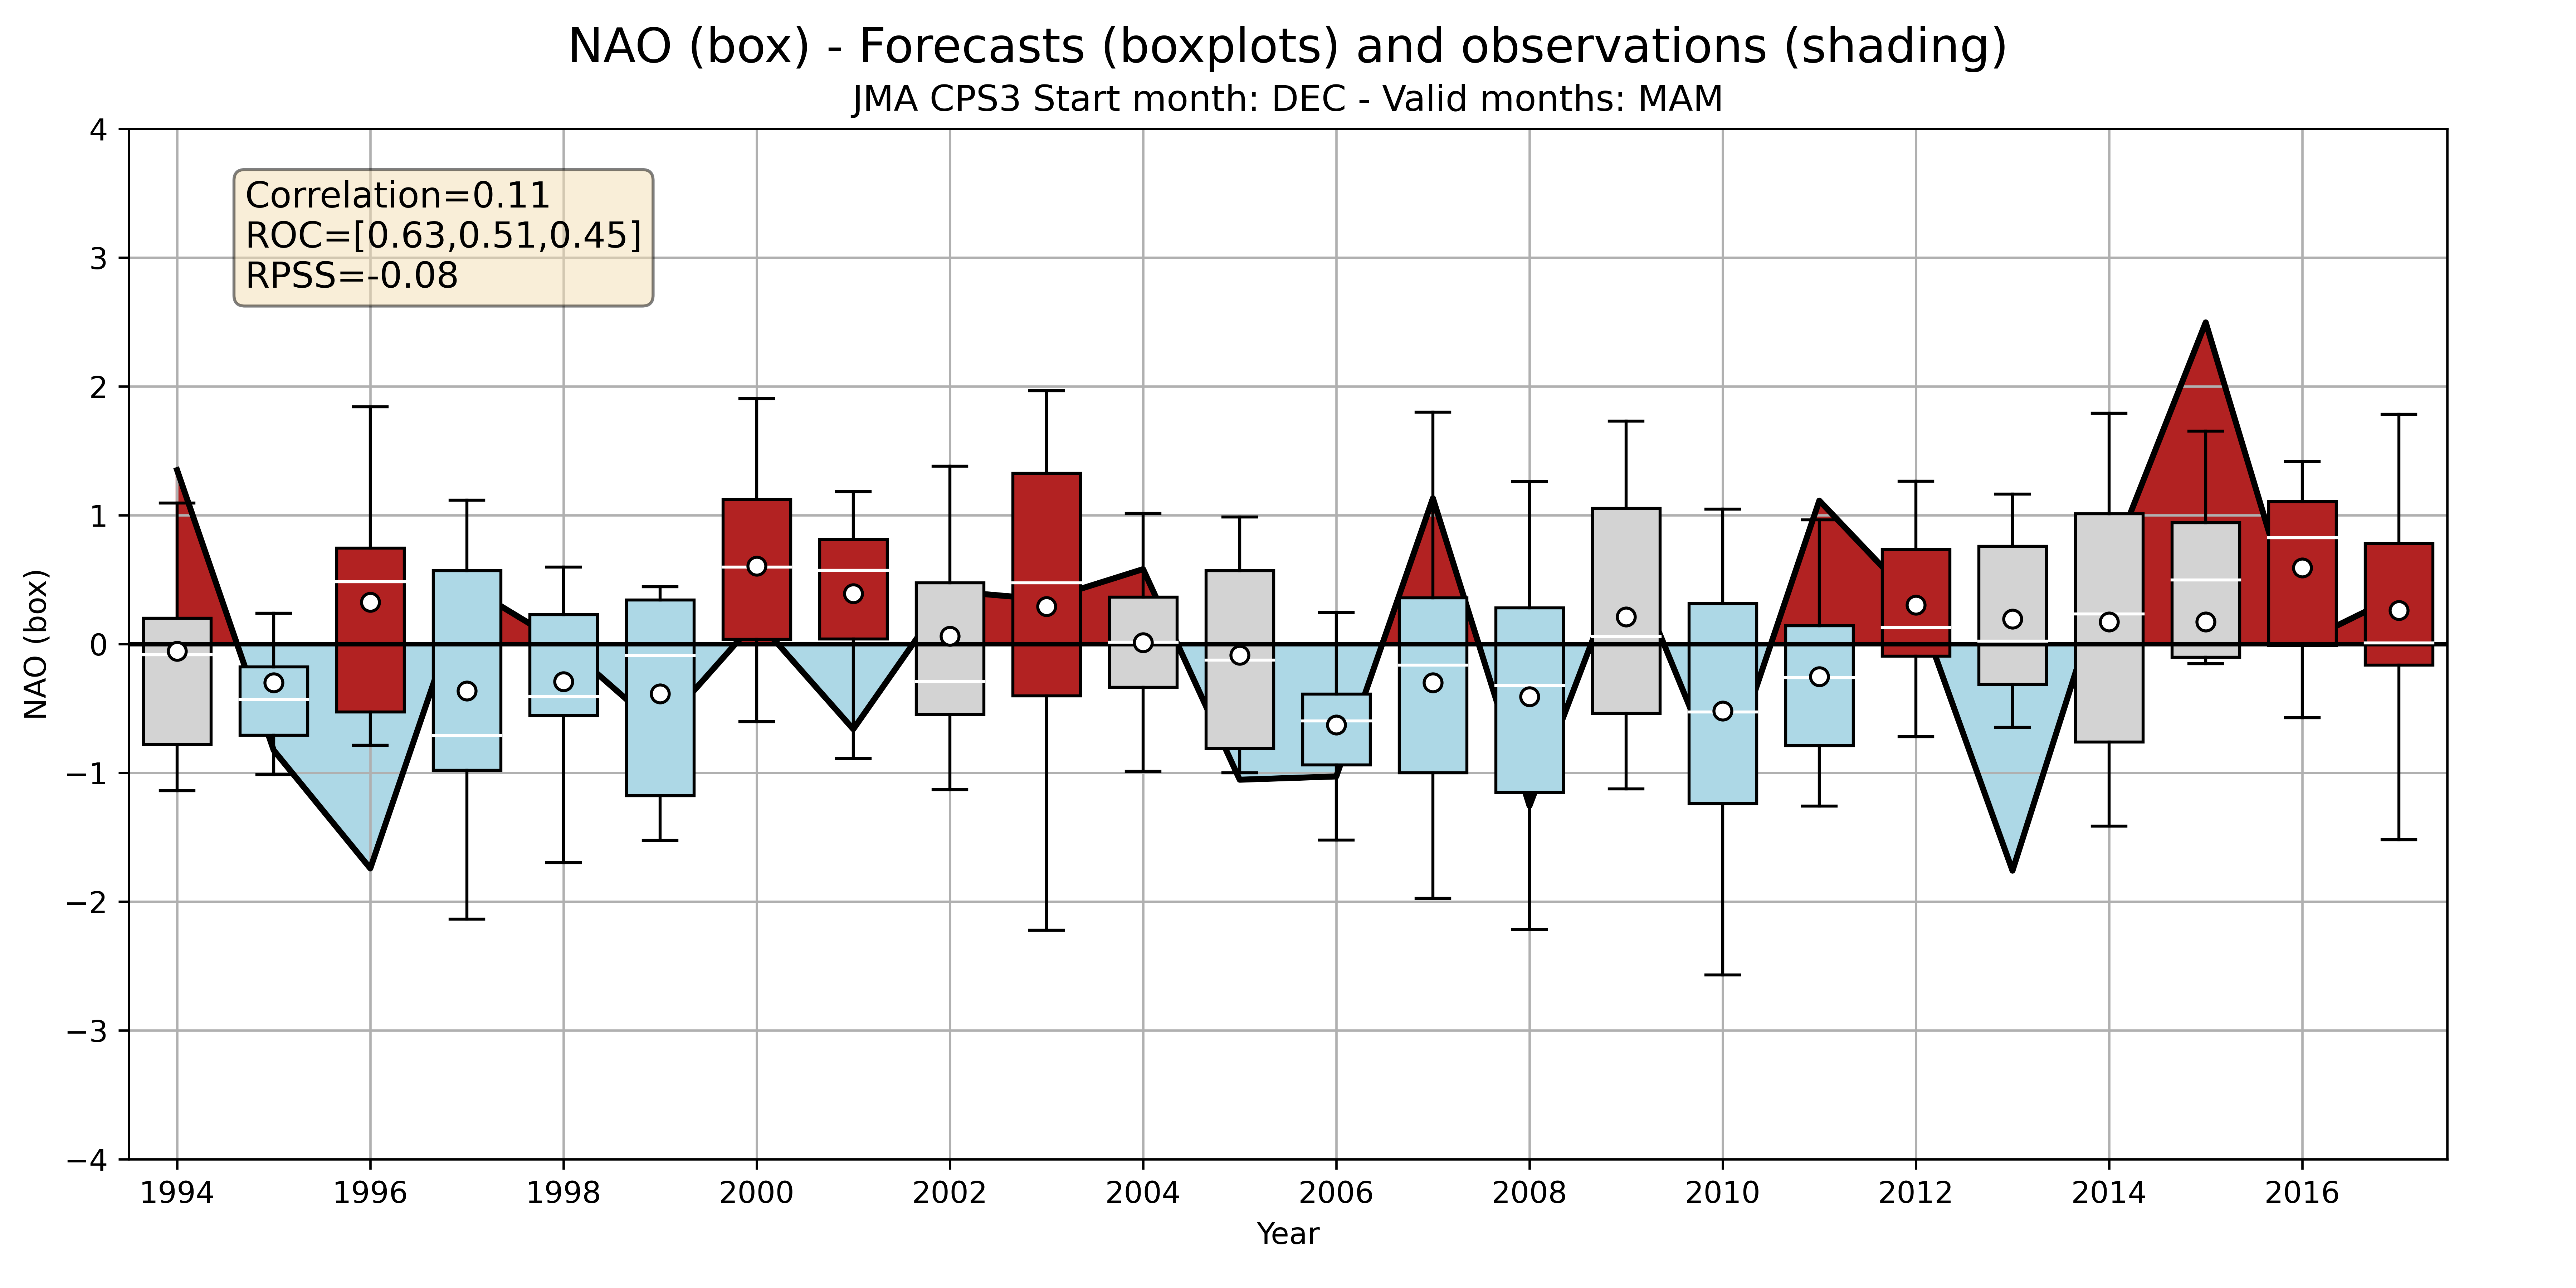 NAO (box) - Forecasts (boxplots) and observations (shading)
JMA CPS3 Start month: DEC - Valid months: MAM
Correlation=0.11
ROC=[0.63,0.51,0.45]
RPSS=-0.08
NAO (box)
4
3
2
1
0
−1
−2
−3
−4
1994 1996 1998 2000 2002 2004 2006 2008 2010 2012 2014 2016
Year